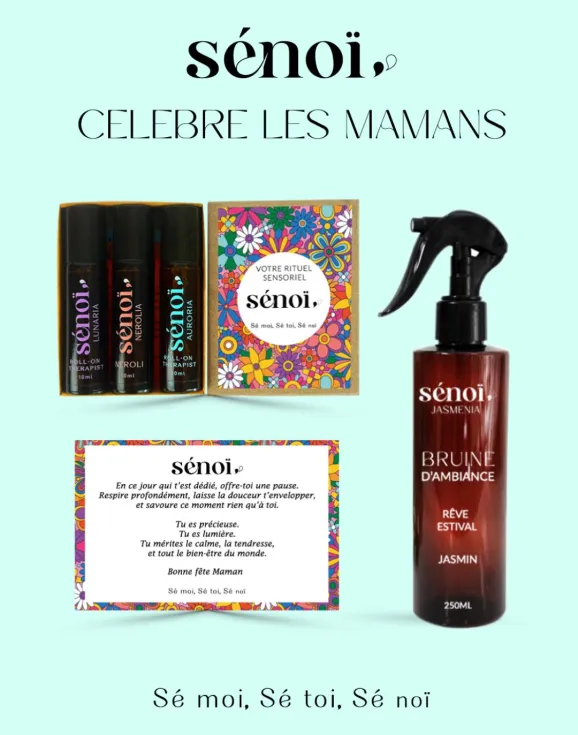 sénoï
CELEBRE LES MAMANS
sénoï
LUNARIA
ROLL-ON
THERAPIST
10ml
sénoï
NEROLIA
NEROLI
10ml
sénoï
AURORIA
ROLL-ON
THERAPIST
10ml
VOTRE RITUEL
SENSORIEL
sénoï
Sé moi, Sé toi, Sé noï
sénoï
JASMENIA
BRUINE
D'AMBIANCE
RÊVE
ESTIVAL
JASMIN
250ML
sénoï
En ce jour qui t'est dédié, offre-toi une pause.
Respire profondément, laisse la douceur t'envelopper,
et savoure ce moment rien qu'à toi.
Tu es précieuse.
Tu es lumière.
Tu mérites le calme, la tendresse,
et tout le bien-être du monde.
Bonne fête Maman
Sé moi, Sé toi, Sé noï
Sé moi, Sé toi, Sé noï